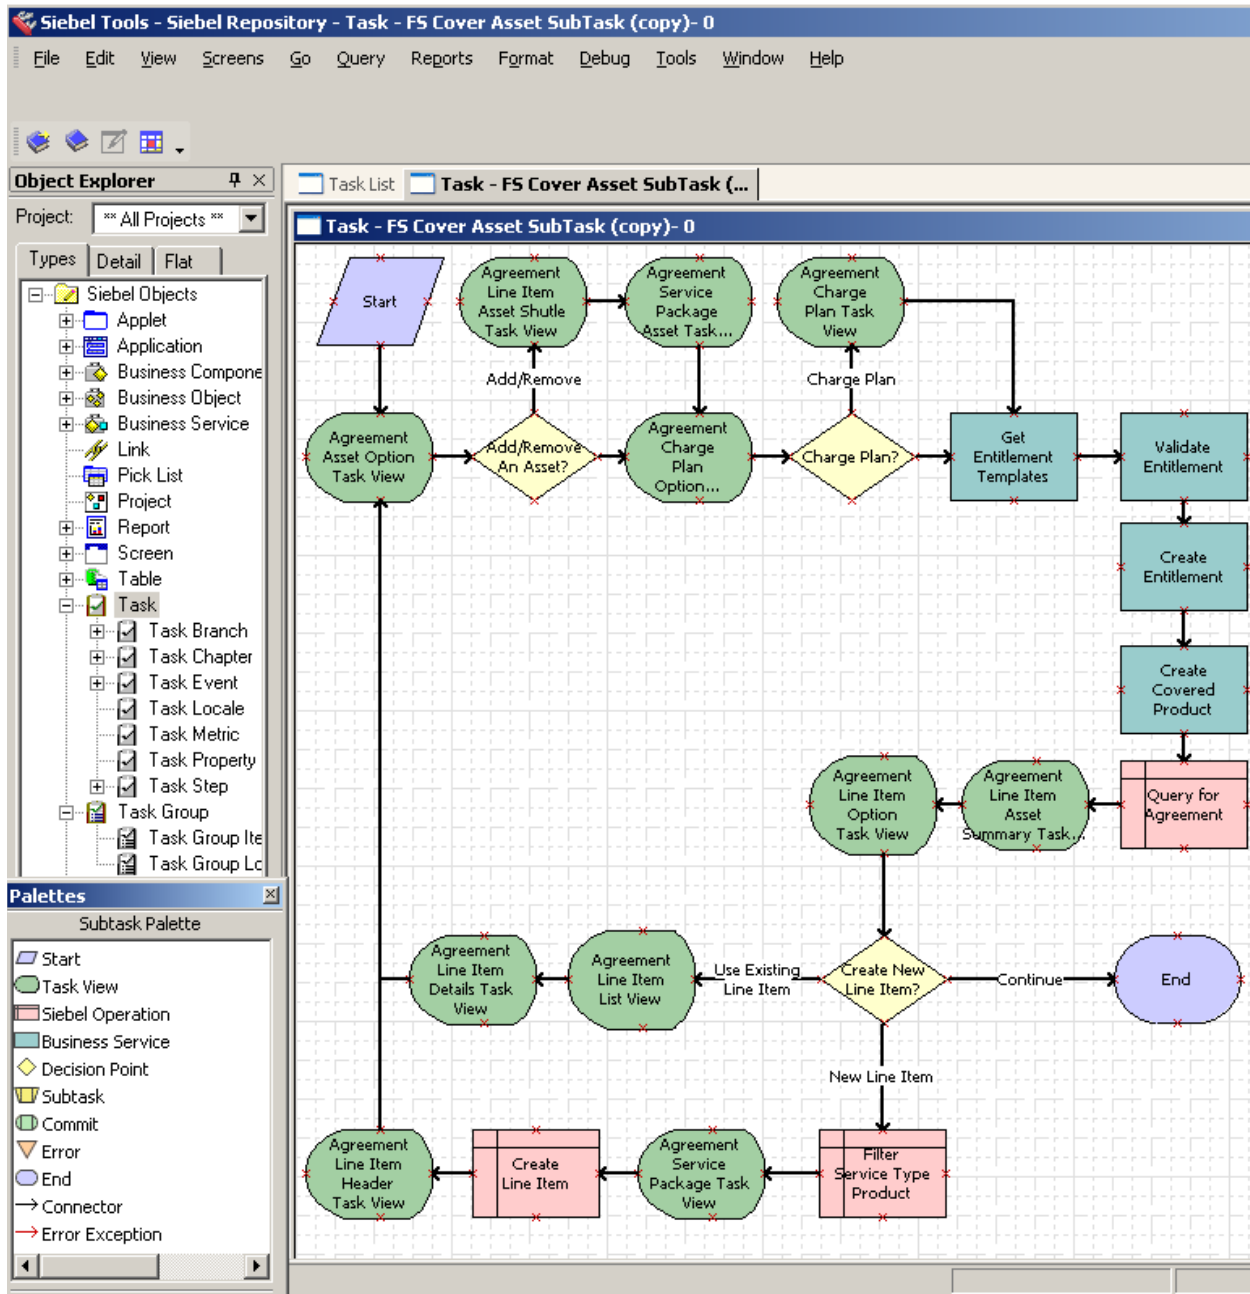 Siebel Tools - Siebel Repository - Task - FS Cover Asset SubTask (copy)- 0
File Edit View Screens Go Query Reports Format Debug Tools Window Help
Object Explorer
Project: ** All Projects **
Types Detail Flat
Siebel Objects
Applet
Application
Business Compone
Business Object
Business Service
Link
Pick List
Project
Report
Screen
Table
Task
Task Branch
Task Chapter
Task Event
Task Locale
Task Metric
Task Property
Task Step
Task Group
Task Group Ite
Task Group Lo
Palettes
Subtask Palette
Start
Task View
Siebel Operation
Business Service
Decision Point
Subtask
Commit
Error
End
Connector
Error Exception
Task List
Task - FS Cover Asset SubTask (...
Task - FS Cover Asset SubTask (copy)- 0
Start
Agreement
Line Item
Asset Shutle
Task View
Agreement
Service
Package
Asset Task...
Agreement
Charge
Plan Task
View
Add/Remove
Charge Plan
Agreement
Asset Option
Task View
Add/Remove
An Asset?
Agreement
Charge
Plan
Option...
Charge Plan?
Get
Entitlement
Templates
Validate
Entitlement
Create
Entitlement
Create
Covered
Product
Query for
Agreement
Agreement
Line Item
Asset
Summary Task...
Agreement
Line Item
Option
Task View
Create New
Line Item?
Continue
End
Use Existing
Line Item
Agreement
Line Item
List View
Agreement
Line Item
Details Task
View
New Line Item
Filter
Service Type
Product
Agreement
Service
Package Task
View
Create
Line Item
Agreement
Line Item
Header
Task View